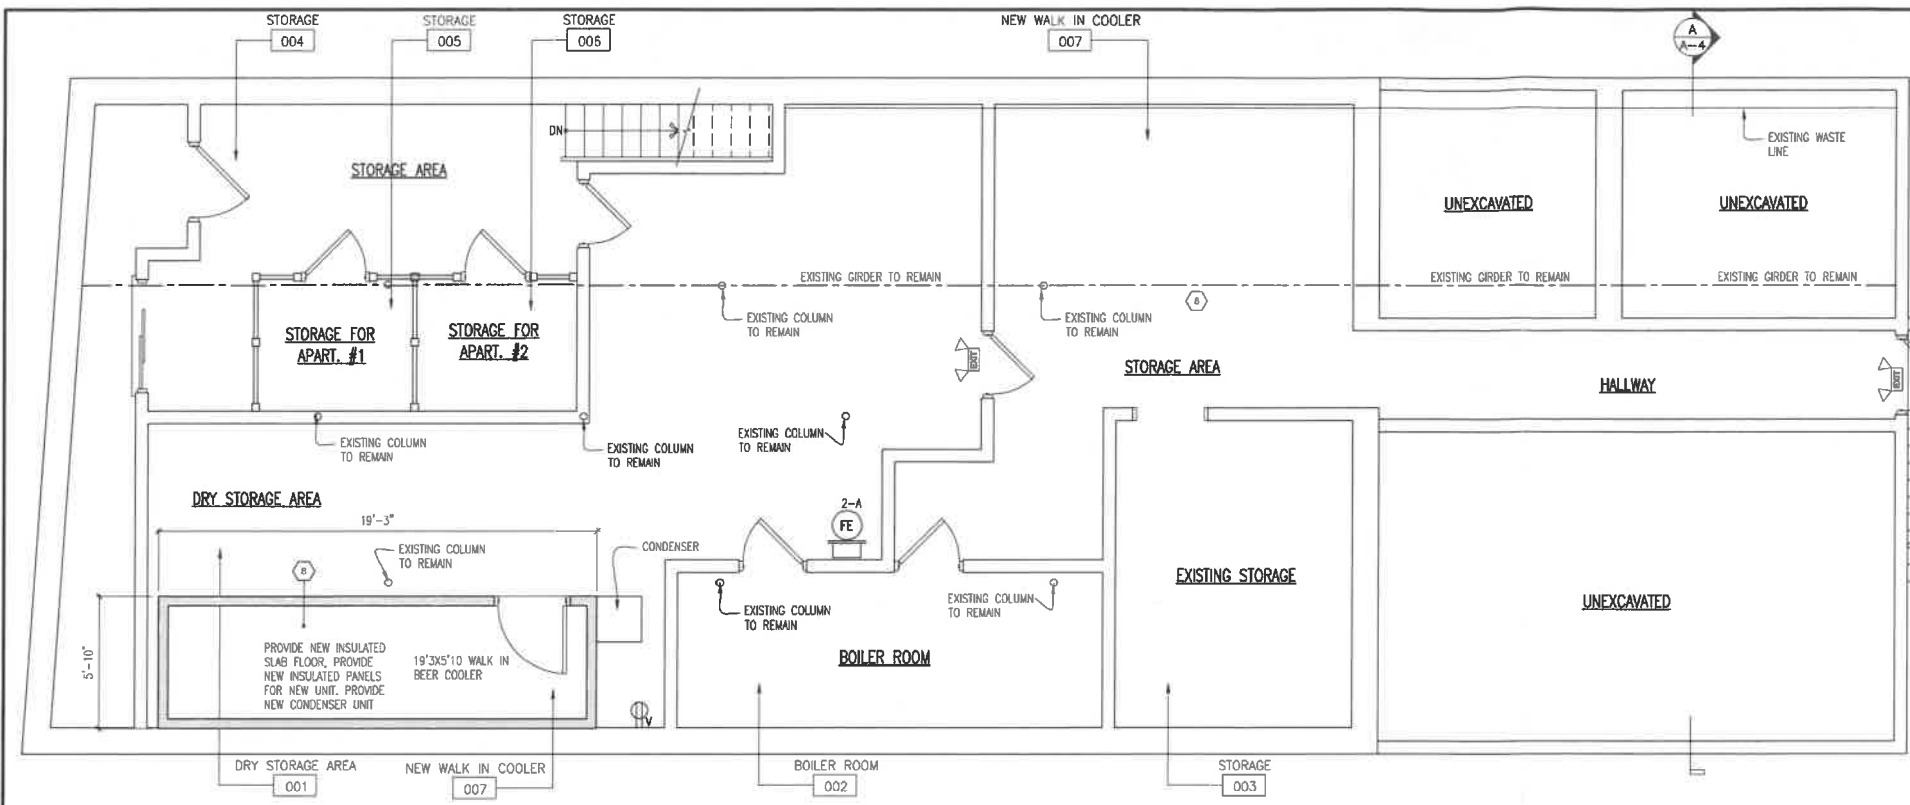 STORAGE
004
STORAGE
005
STORAGE
006
NEW WALK IN COOLER
007
A
A-4
DN
EXISTING WASTE
LINE
STORAGE AREA
UNEXCAVATED
UNEXCAVATED
EXISTING GIRDER TO REMAIN
EXISTING GIRDER TO REMAIN
EXISTING GIRDER TO REMAIN
8
EXISTING COLUMN
TO REMAIN
EXISTING COLUMN
TO REMAIN
STORAGE FOR
APART. #1
STORAGE FOR
APART. #2
EXIT
STORAGE AREA
HALLWAY
EXIT
EXISTING COLUMN
TO REMAIN
EXISTING COLUMN
TO REMAIN
EXISTING COLUMN
TO REMAIN
DRY STORAGE AREA
19'-3"
2-A
FE
EXISTING COLUMN
TO REMAIN
CONDENSER
8
EXISTING STORAGE
EXISTING COLUMN
TO REMAIN
EXISTING COLUMN
TO REMAIN
UNEXCAVATED
5'-10"
PROVIDE NEW INSULATED
SLAB FLOOR, PROVIDE
NEW INSULATED PANELS
FOR NEW UNIT. PROVIDE
NEW CONDENSER UNIT
19'3X5'10 WALK IN
BEER COOLER
BOILER ROOM
V
DRY STORAGE AREA
001
NEW WALK IN COOLER
007
BOILER ROOM
002
STORAGE
003